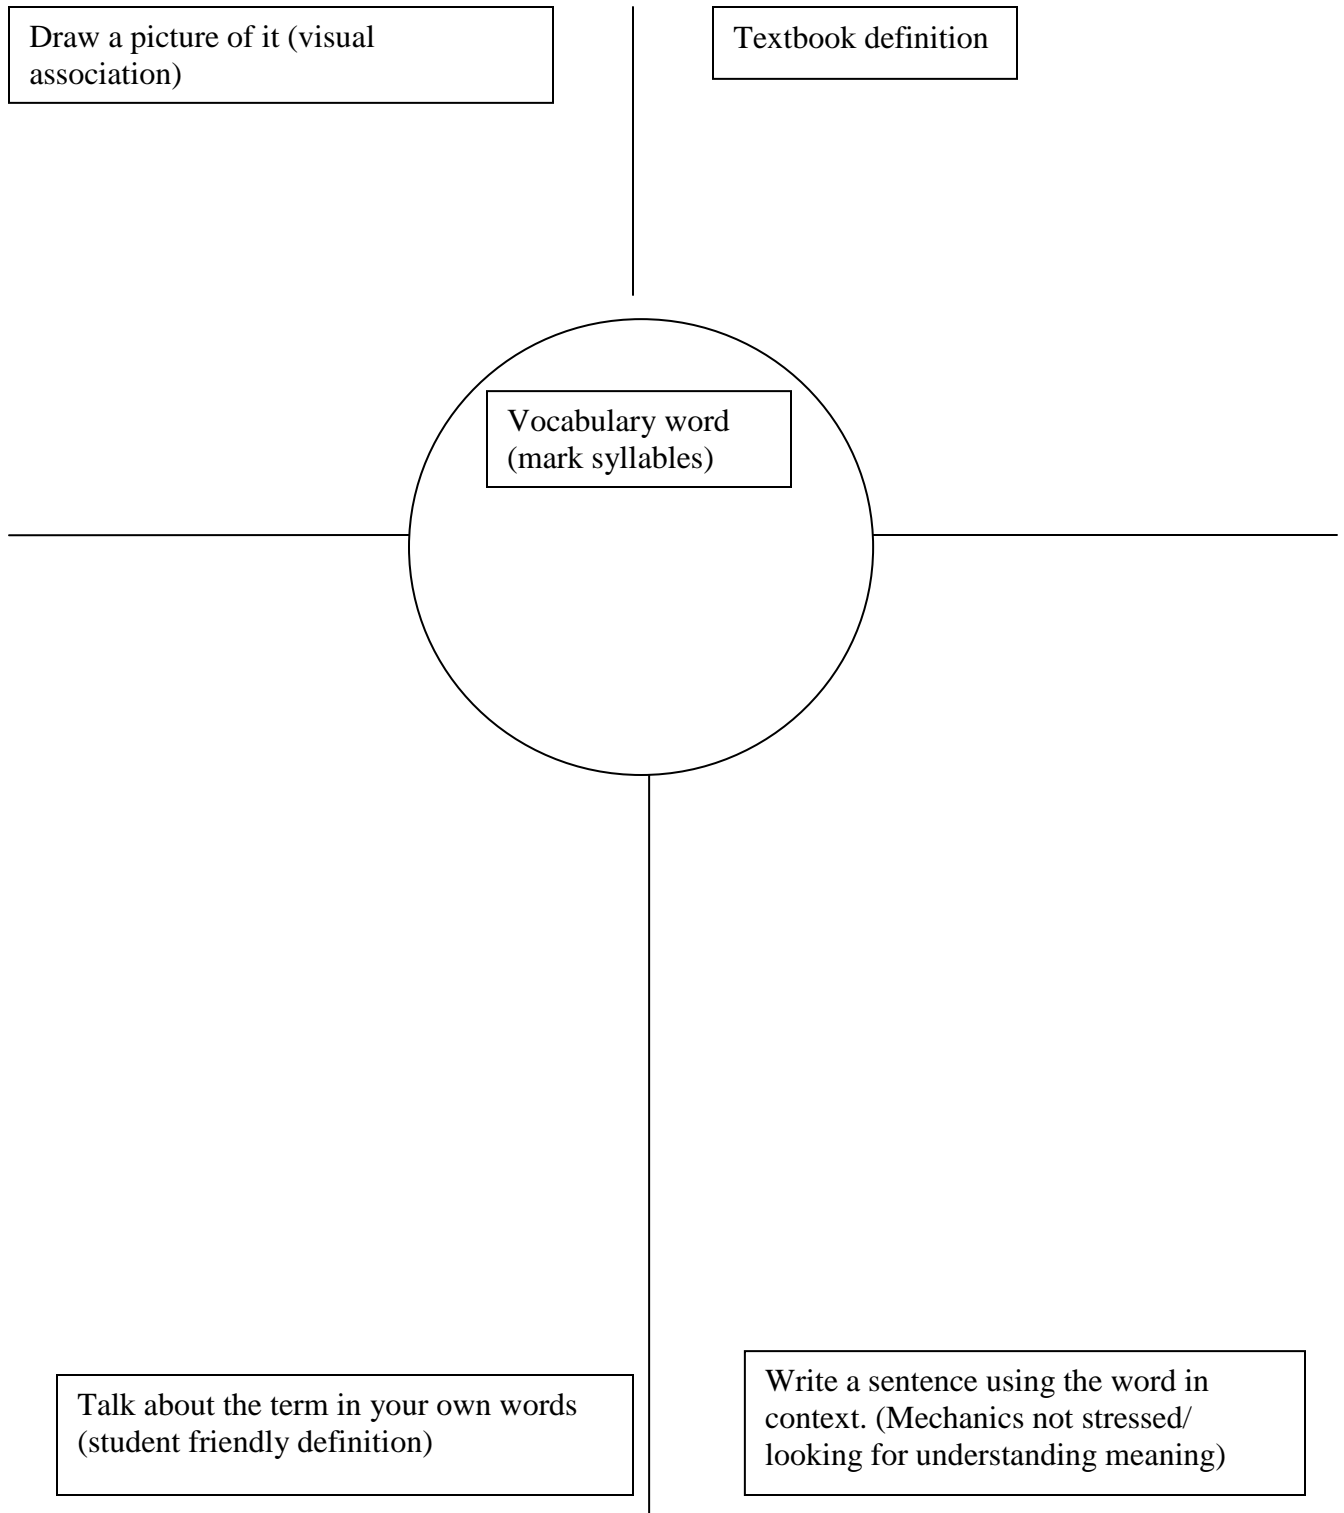 Draw a picture of it (visual
association)
Textbook definition
Vocabulary word
(mark syllables)
Talk about the term in your own words
(student friendly definition)
Write a sentence using the word in
context. (Mechanics not stressed/
looking for understanding meaning)